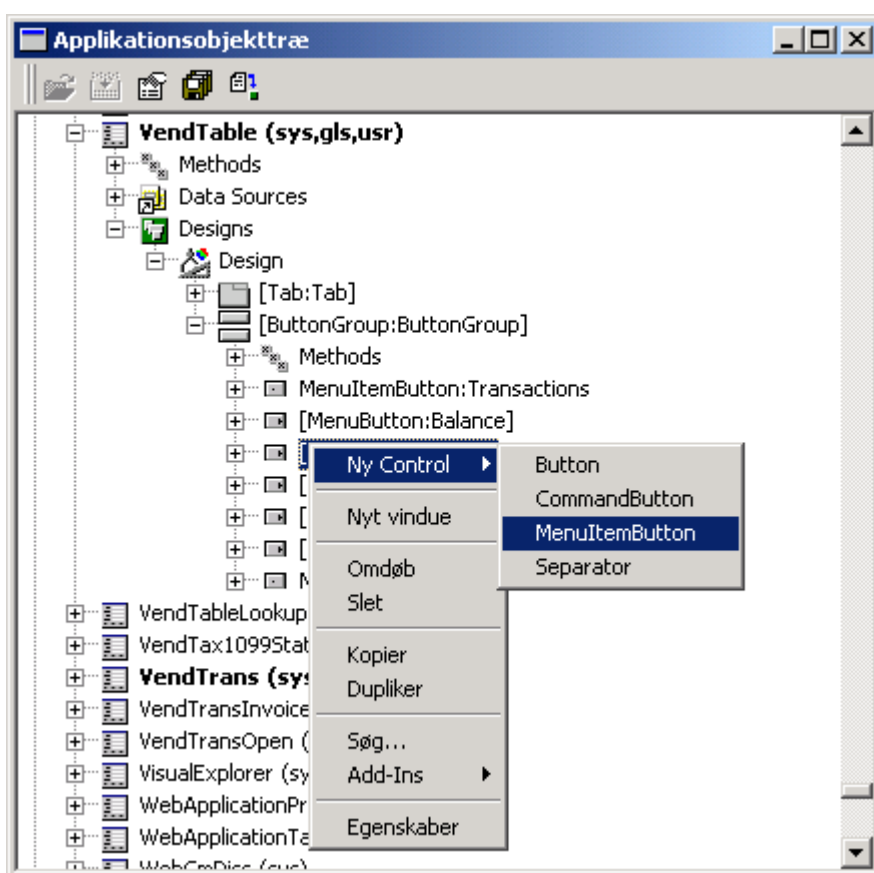 Applikationsobjekttræ
VendTable (sys,gls,usr)
Methods
Data Sources
Designs
Design
[Tab:Tab]
[ButtonGroup:ButtonGroup]
Methods
MenuItemButton:Transactions
[MenuButton:Balance]
[
[
[
[
VendTableLookup
VendTax1099Stat
VendTrans (sys
VendTransInvoice
VendTransOpen (
VisualExplorer (sy
WebApplicationPr
WebApplicationTa
WebCmDisc (sys)
Ny Control
Nyt vindue
Omdøb
Slet
Kopier
Dupliker
Søg...
Add-Ins
Egenskaber
Button
CommandButton
MenuItemButton
Separator